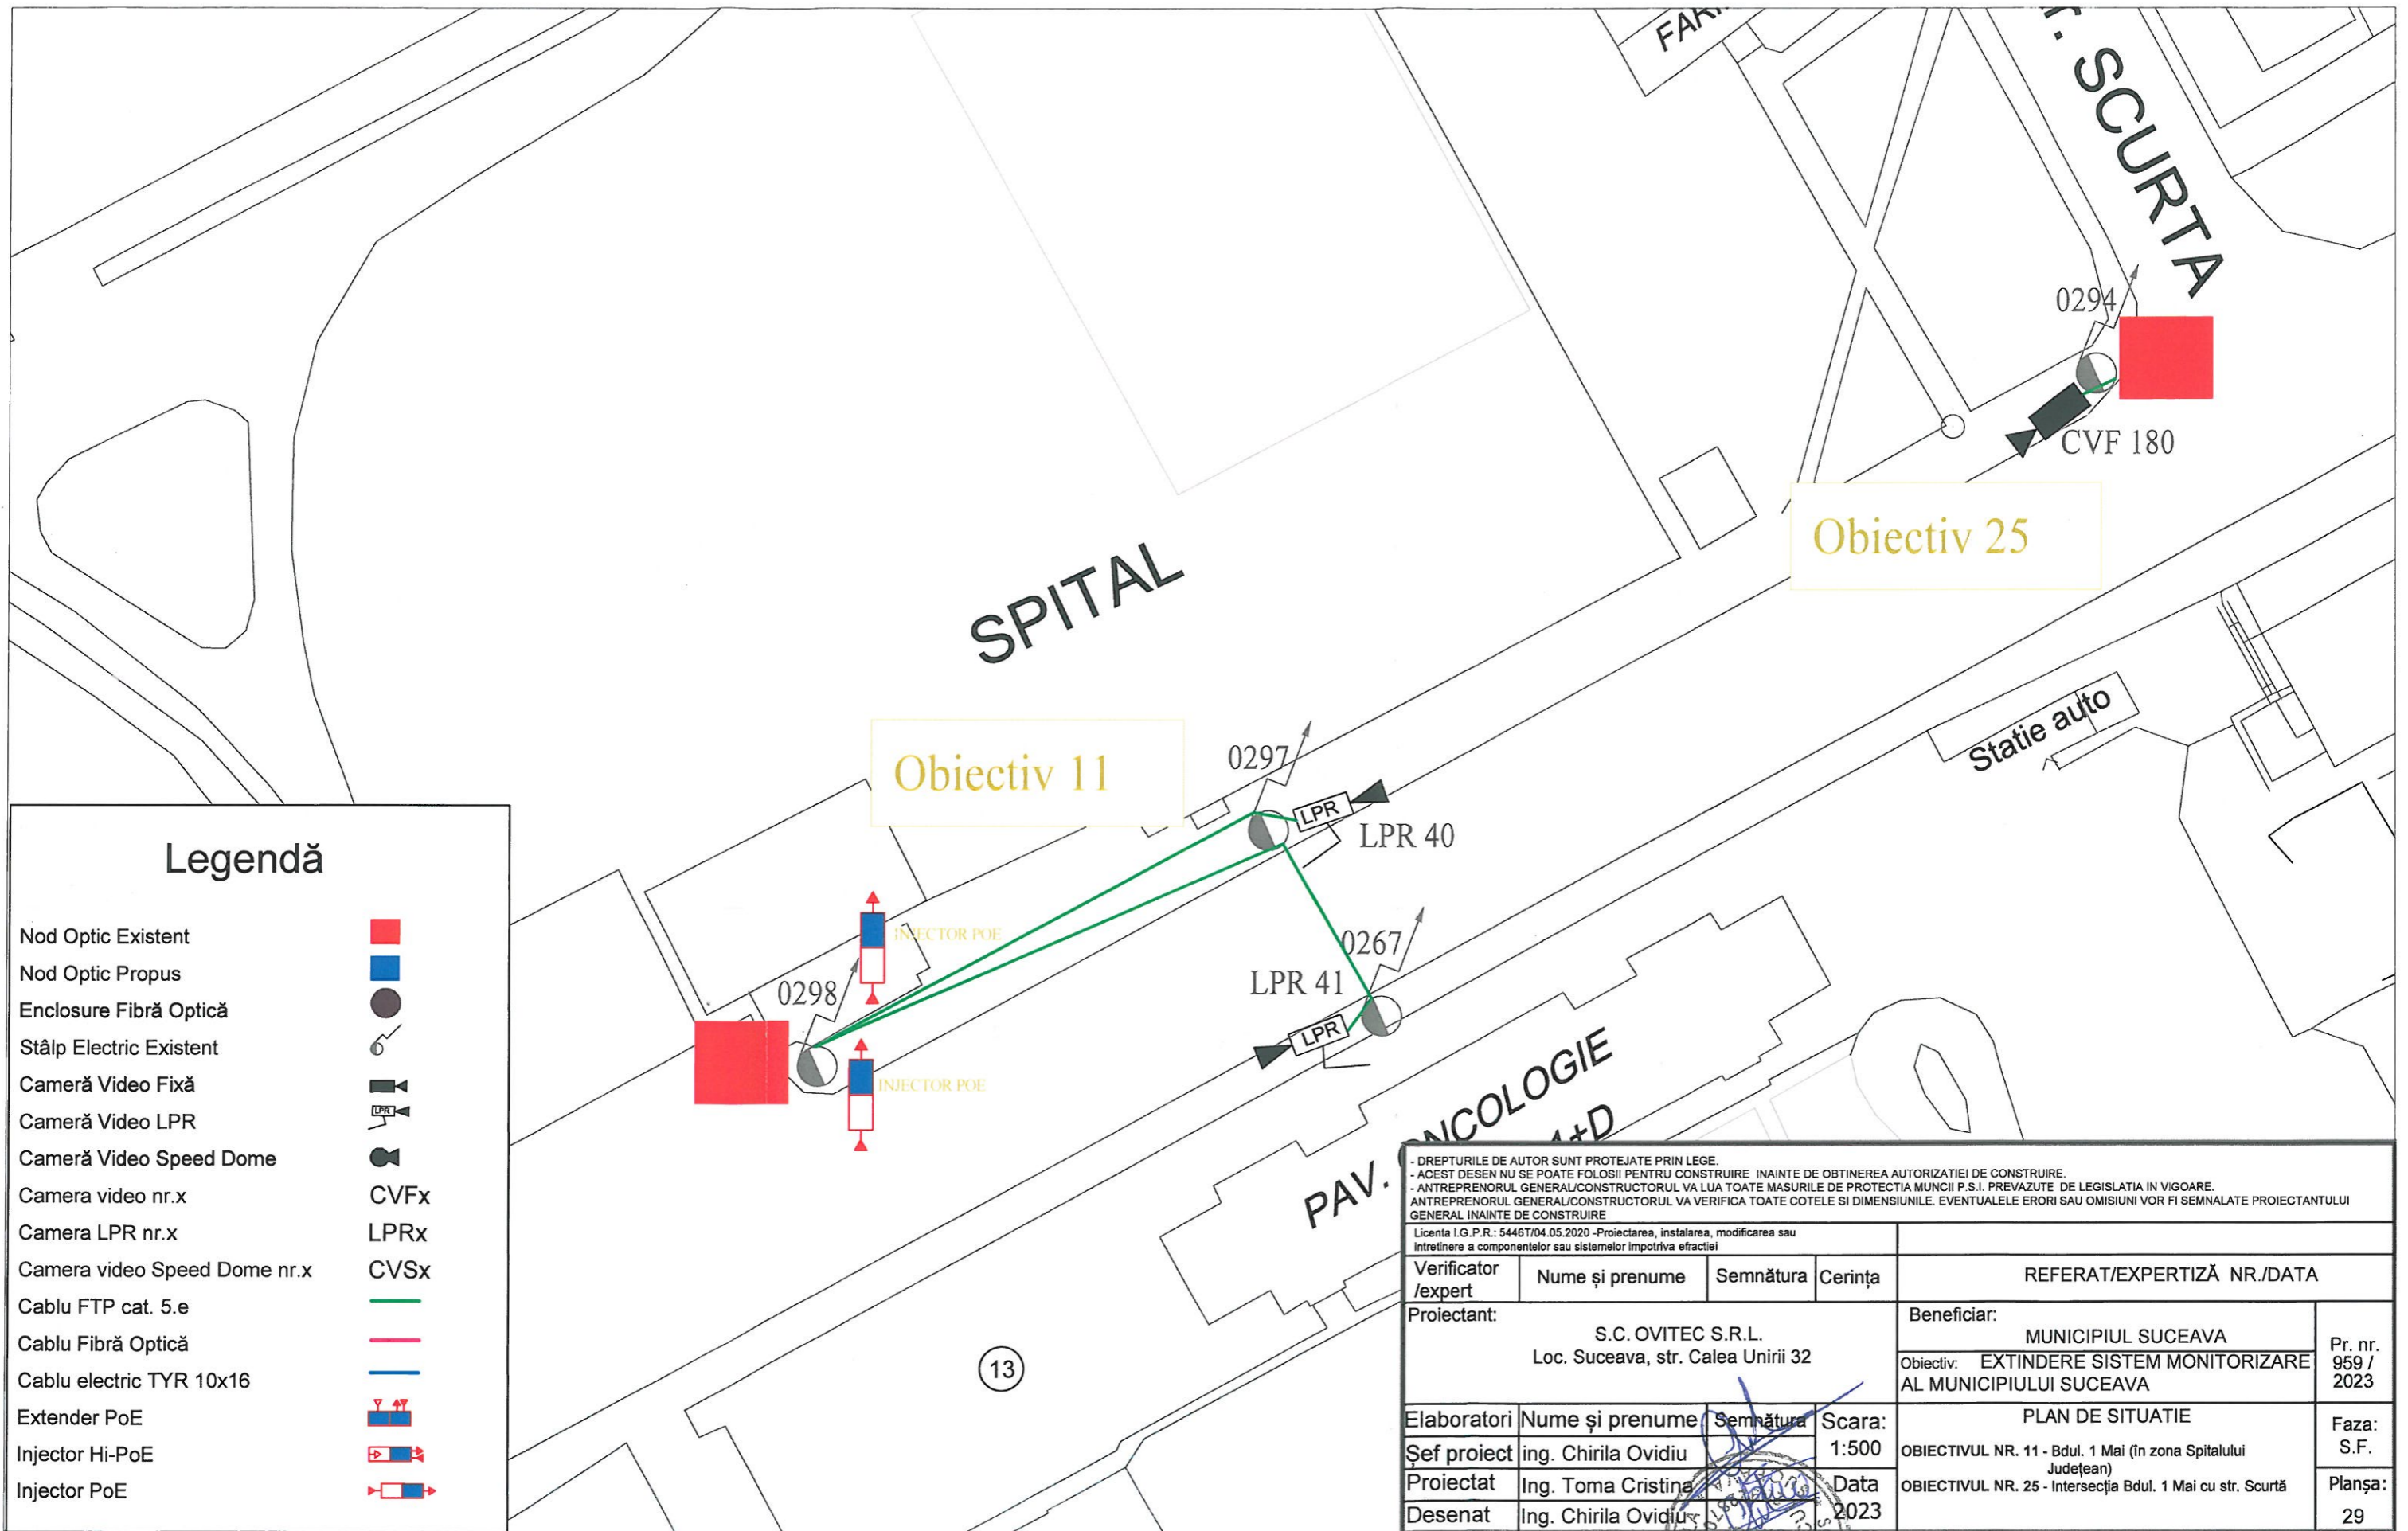 r. SCURTA
0294
CVF 180
Obiectiv 25
SPITAL
Statie auto
Obiectiv 11
0297
LPR
LPR 40
INJECTOR POE
0267
LPR 41
0298
LPR
INJECTOR POE
PAV. ONCOLOGIE
+D
13
Legendă
Nod Optic Existent
Nod Optic Propus
Enclosure Fibră Optică
Stâlp Electric Existent
Cameră Video Fixă
Cameră Video LPR
LPR
Cameră Video Speed Dome
Camera video nr.x CVFx
Camera LPR nr.x LPRx
Camera video Speed Dome nr.x CVSx
Cablu FTP cat. 5.e
Cablu Fibră Optică
Cablu electric TYR 10x16
Extender PoE
Injector Hi-PoE
Injector PoE
- DREPTURILE DE AUTOR SUNT PROTEJATE PRIN LEGE.
- ACEST DESEN NU SE POATE FOLOSII PENTRU CONSTRUIRE INAINTE DE OBTINEREA AUTORIZATIEI DE CONSTRUIRE.
- ANTREPRENORUL GENERAL/CONSTRUCTORUL VA LUA TOATE MASURILE DE PROTECTIA MUNCII P.S.I. PREVAZUTE DE LEGISLATIA IN VIGOARE.
ANTREPRENORUL GENERAL/CONSTRUCTORUL VA VERIFICA TOATE COTELE SI DIMENSIUNILE. EVENTUALELE ERORI SAU OMISIUNI VOR FI SEMNALATE PROIECTANTULUI
GENERAL INAINTE DE CONSTRUIRE
Licenta I.G.P.R.: 5446T/04.05.2020 -Proiectarea, instalarea, modificarea sau
intretinere a componentelor sau sistemelor impotriva efractiei
Verificator
/expert
Nume și prenume
Semnătura
Cerința
REFERAT/EXPERTIZĂ NR./DATA
Proiectant:
S.C. OVITEC S.R.L.
Loc. Suceava, str. Calea Unirii 32
Beneficiar:
MUNICIPIUL SUCEAVA
Obiectiv: EXTINDERE SISTEM MONITORIZARE
AL MUNICIPIULUI SUCEAVA
Pr. nr.
959 /
2023
Elaboratori
Nume și prenume
Semnătura
Scara:
1:500
Șef proiect
ing. Chirila Ovidiu
Proiectat
Ing. Toma Cristina
Data
2023
Desenat
Ing. Chirila Ovidiu
PLAN DE SITUATIE
OBIECTIVUL NR. 11 - Bdul. 1 Mai (în zona Spitalului
Județean)
OBIECTIVUL NR. 25 - Intersecția Bdul. 1 Mai cu str. Scurtă
Faza:
S.F.
Planșa:
29